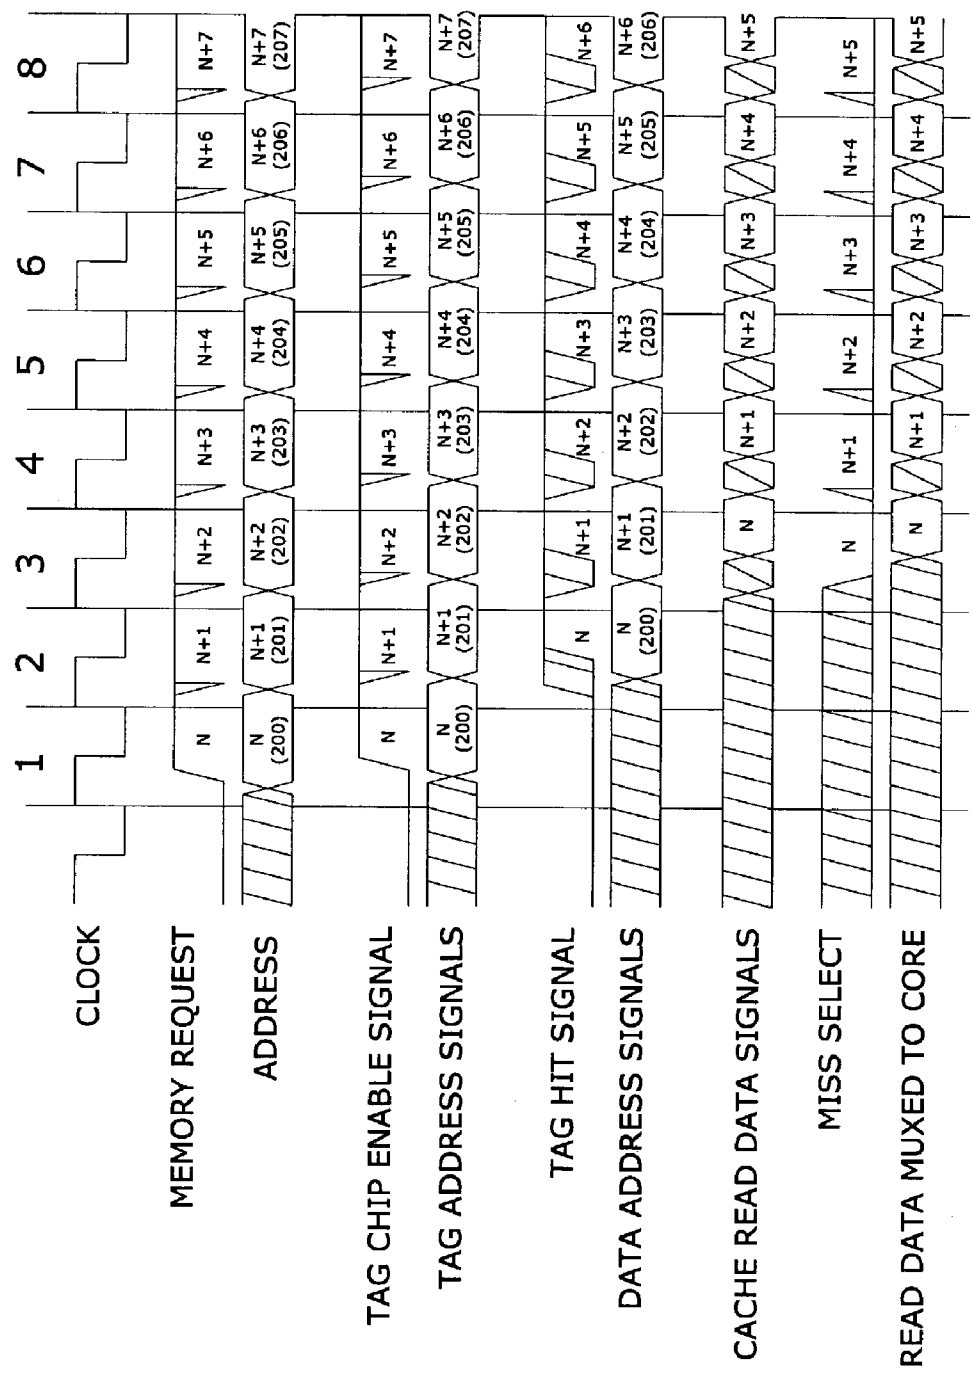 1 2 3 4 5 6 7 8
CLOCK
MEMORY REQUEST N N+1 N+2 N+3 N+4 N+5 N+6 N+7
ADDRESS N N+1 N+2 N+3 N+4 N+5 N+6 N+7
(200) (201) (202) (203) (204) (205) (206) (207)
TAG CHIP ENABLE SIGNAL N N+1 N+2 N+3 N+4 N+5 N+6 N+7
TAG ADDRESS SIGNALS N N+1 N+2 N+3 N+4 N+5 N+6 N+7
(200) (201) (202) (203) (204) (205) (206) (207)
TAG HIT SIGNAL N N+1 N+2 N+3 N+4 N+5 N+6
DATA ADDRESS SIGNALS N N+1 N+2 N+3 N+4 N+5 N+6
(200) (201) (202) (203) (204) (205) (206)
CACHE READ DATA SIGNALS N N+1 N+2 N+3 N+4 N+5
MISS SELECT N N+1 N+2 N+3 N+4 N+5
READ DATA MUXED TO CORE N N+1 N+2 N+3 N+4 N+5